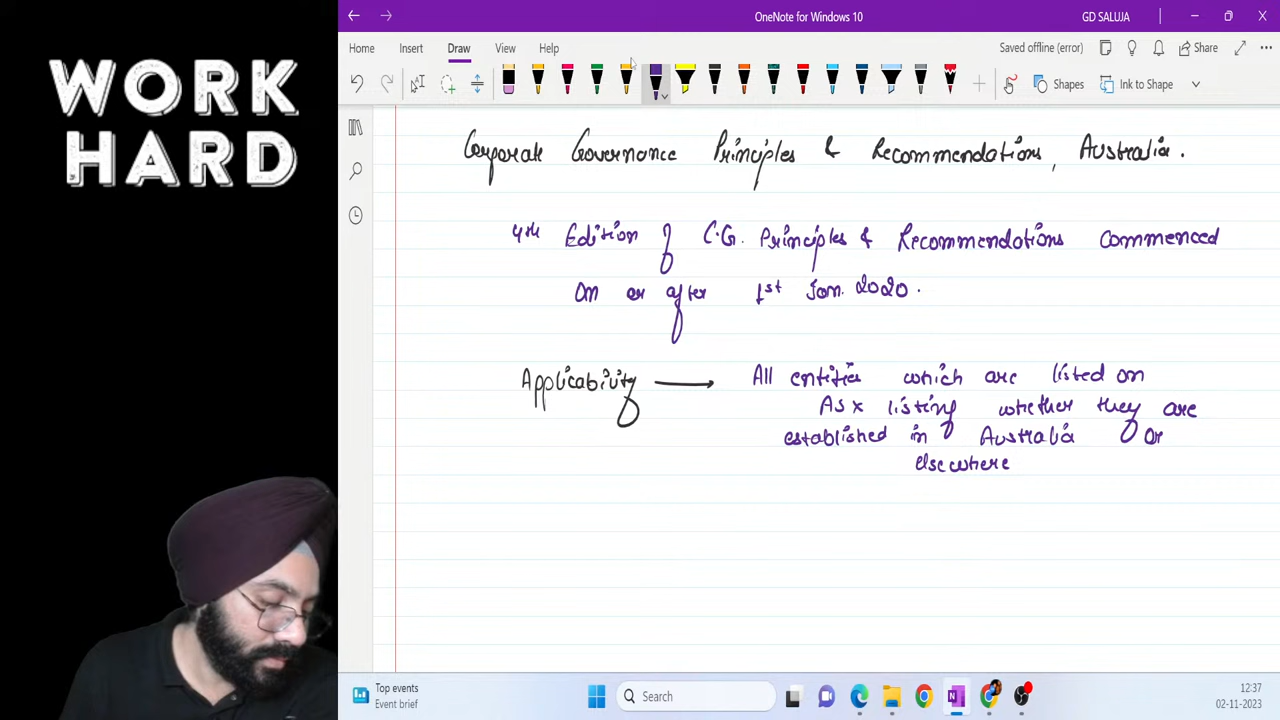 WORK
HARD
OneNote for Windows 10
GD SALUJA
Home Insert Draw View Help
Saved offline (error)
Share
Shapes
Ink to Shape
Corporate Governance Principles & Recommendations, Australia.
4th Edition of C.G. Principles & Recommendations Commenced
On or after 1st Jan. 2020.
Applicability → All entities which are listed on
ASX listing whether they are
established in Australia or
elsewhere
Top events
Event brief
Search
12:37
02-11-2023